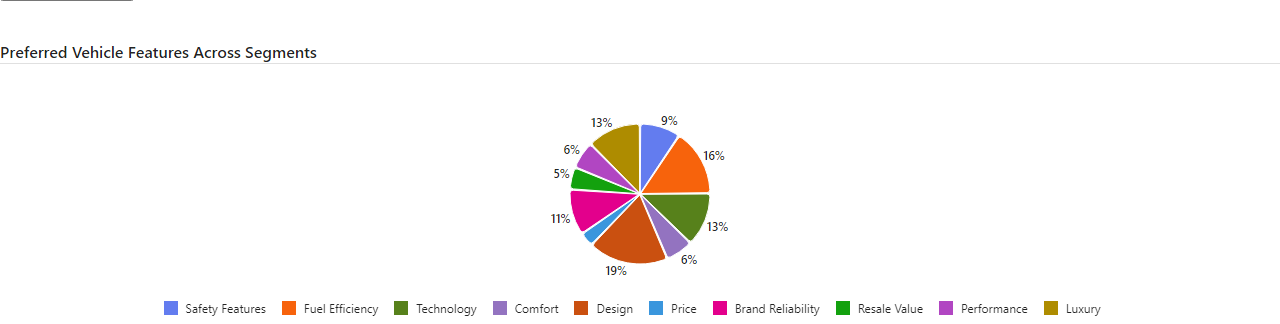 Preferred Vehicle Features Across Segments
13%
9%
6%
16%
5%
11%
13%
6%
19%
Safety Features
Fuel Efficiency
Technology
Comfort
Design
Price
Brand Reliability
Resale Value
Performance
Luxury